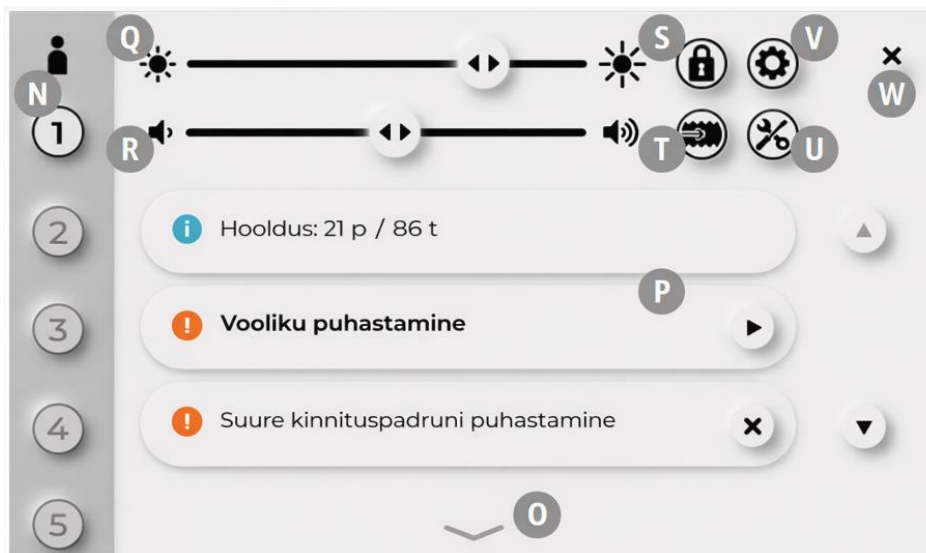 Q S V
N W
1 R T U
2 Hooldus: 21 p / 86 t
P
3 Vooliku puhastamine
4 Suure kinnituspadruni puhastamine
O
5